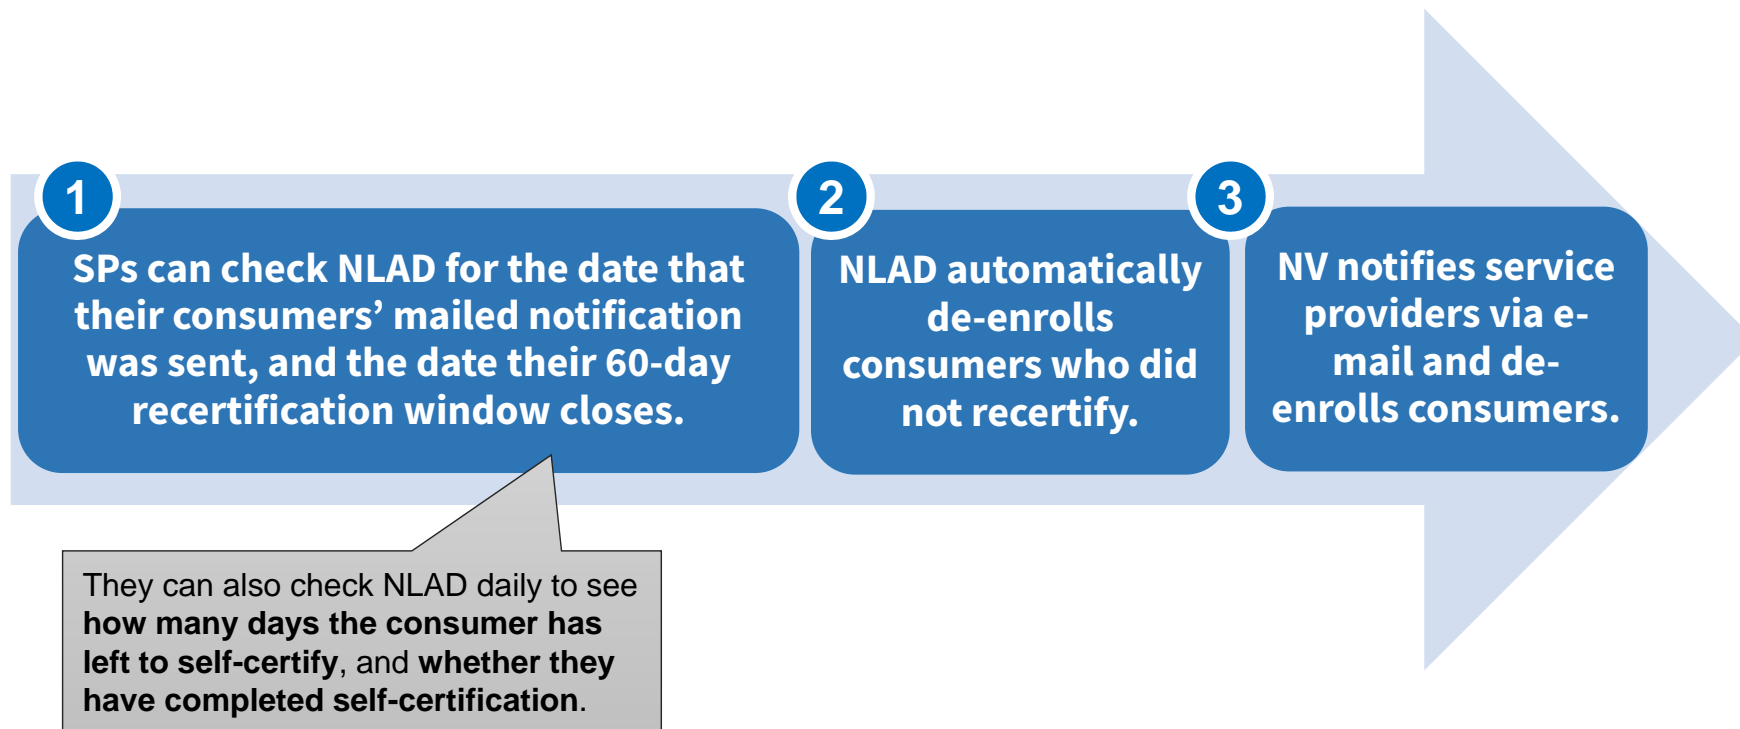 1
SPs can check NLAD for the date that
their consumers’ mailed notification
was sent, and the date their 60-day
recertification window closes.
2
NLAD automatically
de-enrolls
consumers who did
not recertify.
3
NV notifies service
providers via e-
mail and de-
enrolls consumers.
They can also check NLAD daily to see
how many days the consumer has
left to self-certify, and whether they
have completed self-certification.